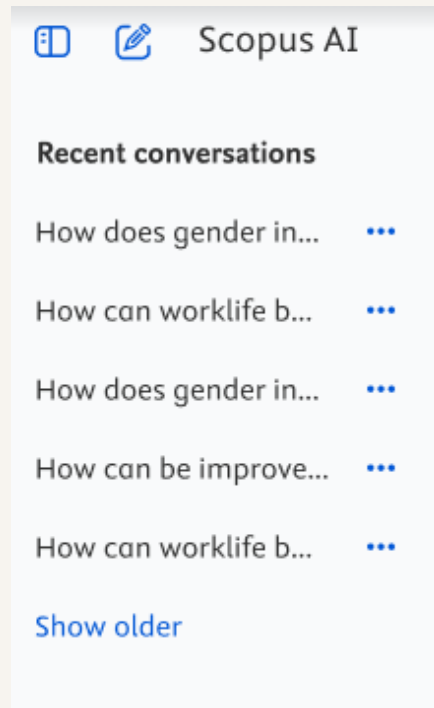 Scopus AI
Recent conversations
How does gender in...
How can worklife b...
How does gender in...
How can be improve...
How can worklife b...
Show older